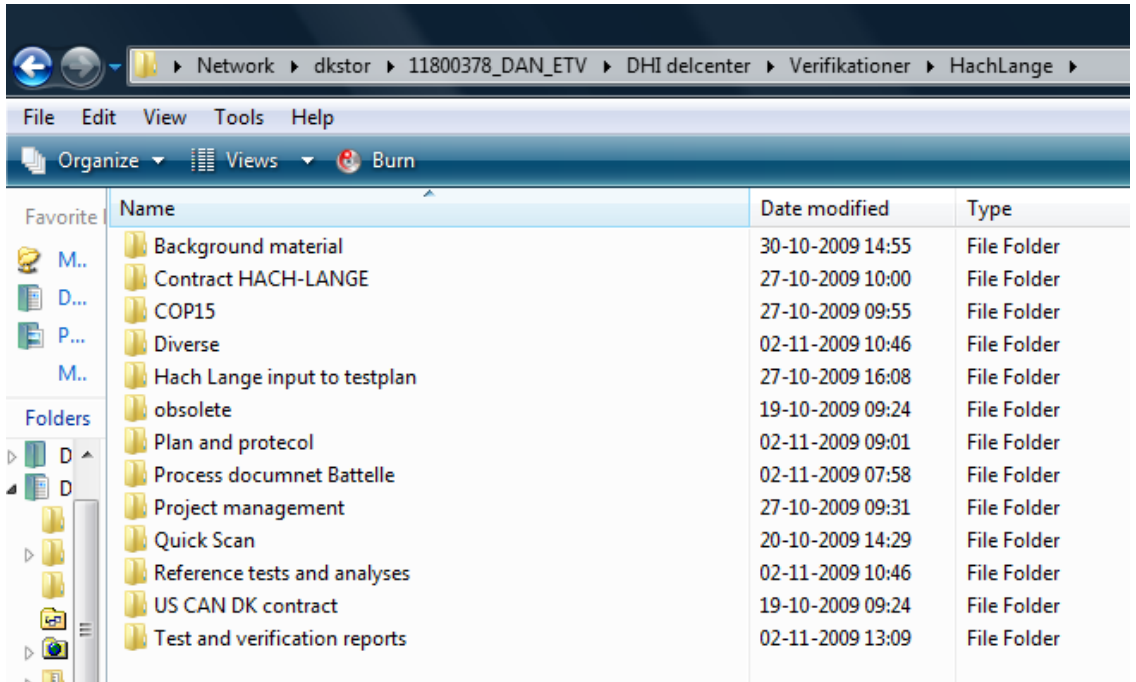 Network dkstor 11800378_DAN_ETV DHI delcenter Verifikationer HachLange
File Edit View Tools Help
Organize Views Burn
Favorite
Name Date modified Type
M..
D...
P...
M..
Folders
D
D
Background material 30-10-2009 14:55 File Folder
Contract HACH-LANGE 27-10-2009 10:00 File Folder
COP15 27-10-2009 09:55 File Folder
Diverse 02-11-2009 10:46 File Folder
Hach Lange input to testplan 27-10-2009 16:08 File Folder
obsolete 19-10-2009 09:24 File Folder
Plan and protecol 02-11-2009 09:01 File Folder
Process documnet Battelle 02-11-2009 07:58 File Folder
Project management 27-10-2009 09:31 File Folder
Quick Scan 20-10-2009 14:29 File Folder
Reference tests and analyses 02-11-2009 10:46 File Folder
US CAN DK contract 19-10-2009 09:24 File Folder
Test and verification reports 02-11-2009 13:09 File Folder